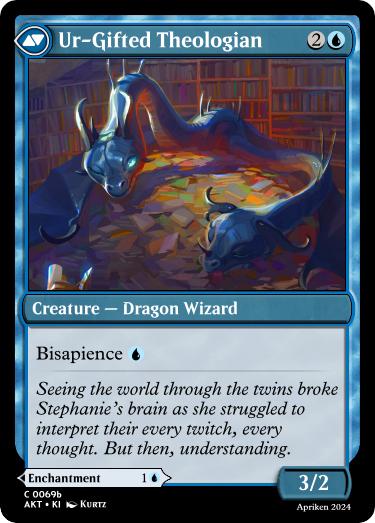 Ur-Gifted Theologian 2
Creature — Dragon Wizard
Bisapience
Seeing the world through the twins broke
Stephanie's brain as she struggled to
interpret their every twitch, every
thought. But then, understanding.
Enchantment 1
3/2
C 0069b
AKT • KI Kurtz
Apriken 2024